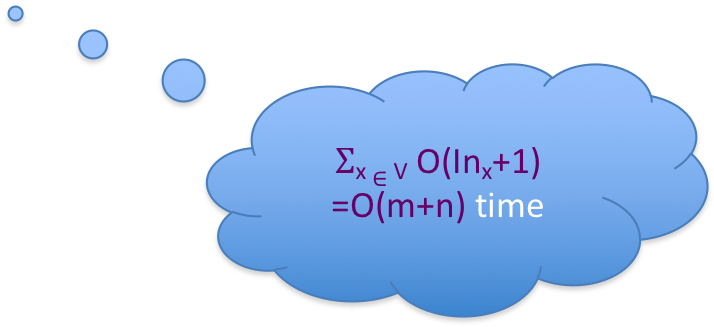 Σx ∈ V O(Inx+1)
=O(m+n) time